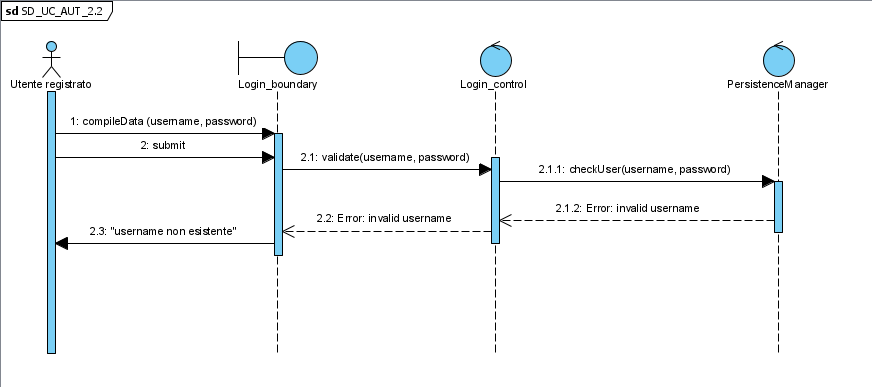 sd SD_UC_AUT_2.2
Utente registrato
Login_boundary
Login_control
PersistenceManager
1: compileData (username, password)
2: submit
2.1: validate(username, password)
2.1.1: checkUser(username, password)
2.1.2: Error: invalid username
2.2: Error: invalid username
2.3: "username non esistente"